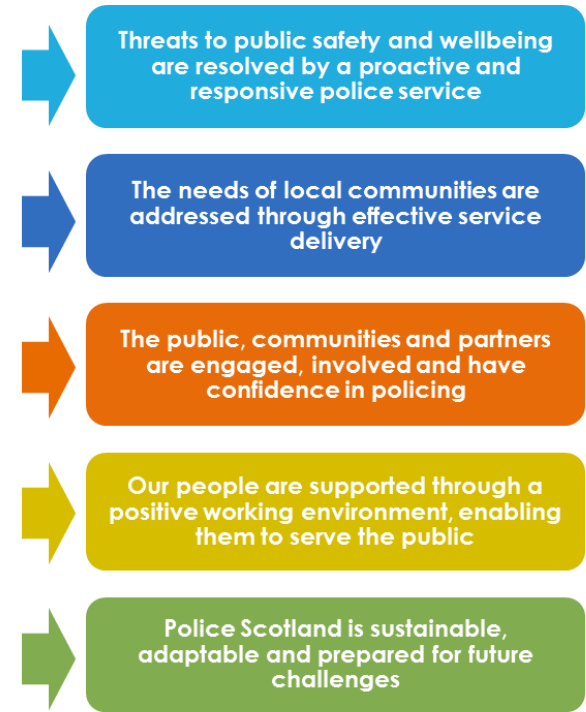 Threats to public safety and wellbeing
are resolved by a proactive and
responsive police service
The needs of local communities are
addressed through effective service
delivery
The public, communities and partners
are engaged, involved and have
confidence in policing
Our people are supported through a
positive working environment, enabling
them to serve the public
Police Scotland is sustainable,
adaptable and prepared for future
challenges